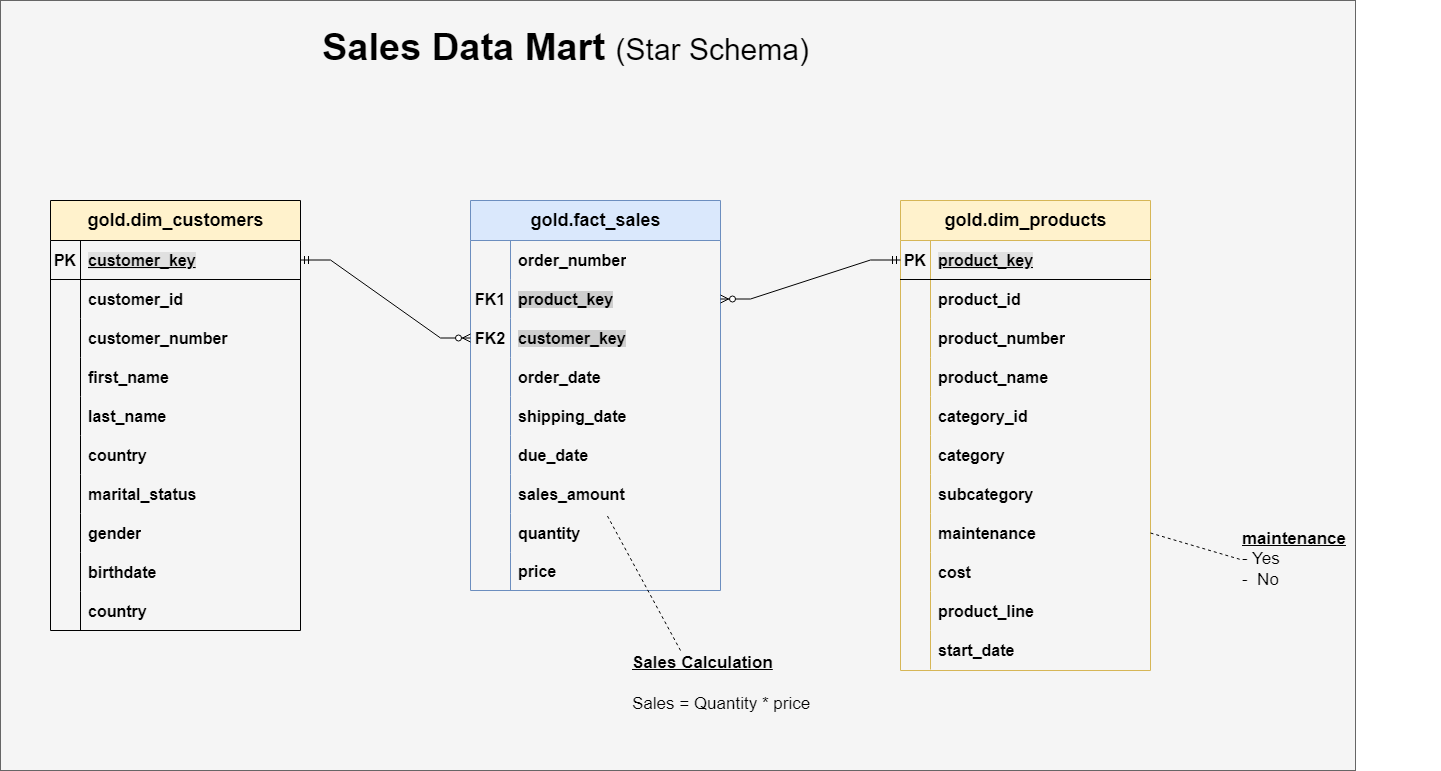 Sales Data Mart (Star Schema)
gold.dim_customers
PK customer_key
customer_id
customer_number
first_name
last_name
country
marital_status
gender
birthdate
country
gold.fact_sales
order_number
FK1 product_key
FK2 customer_key
order_date
shipping_date
due_date
sales_amount
quantity
price
Sales Calculation
Sales = Quantity * price
gold.dim_products
PK product_key
product_id
product_number
product_name
category_id
category
subcategory
maintenance
cost
product_line
start_date
maintenance
- Yes
- No